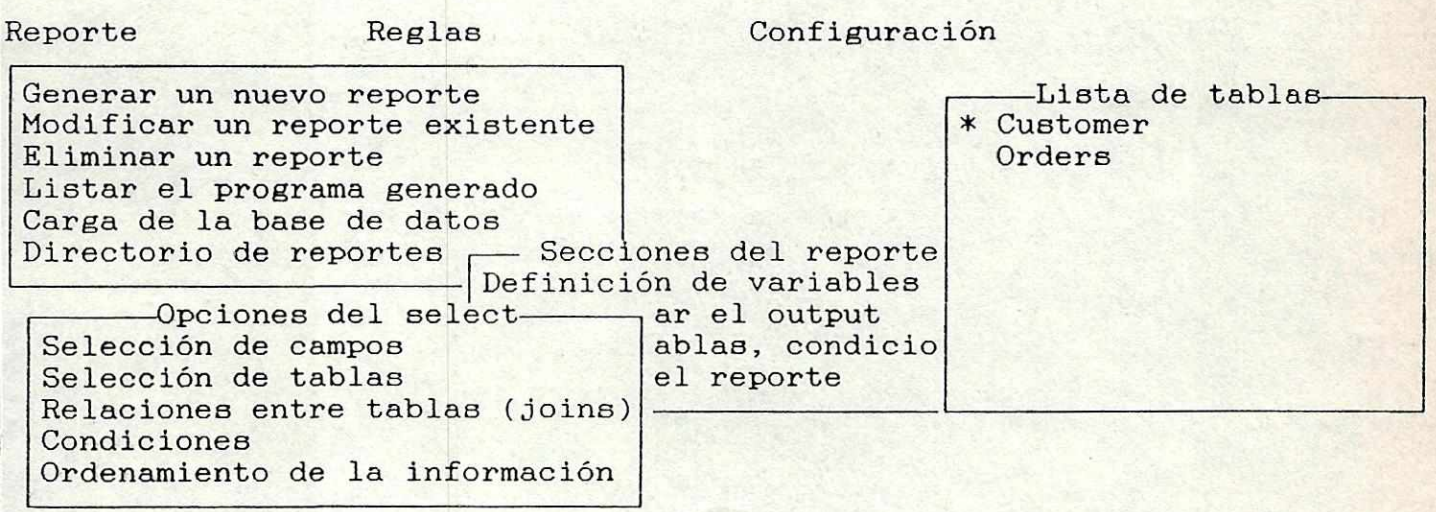 Reporte Reglas Configuración
Generar un nuevo reporte
Modificar un reporte existente
Eliminar un reporte
Listar el programa generado
Carga de la base de datos
Directorio de reportes
Secciones del reporte
Definición de variables
ar el output
ablas, condicio
el reporte
Opciones del select
Selección de campos
Selección de tablas
Relaciones entre tablas (joins)
Condiciones
Ordenamiento de la información
Lista de tablas
* Customer
Orders